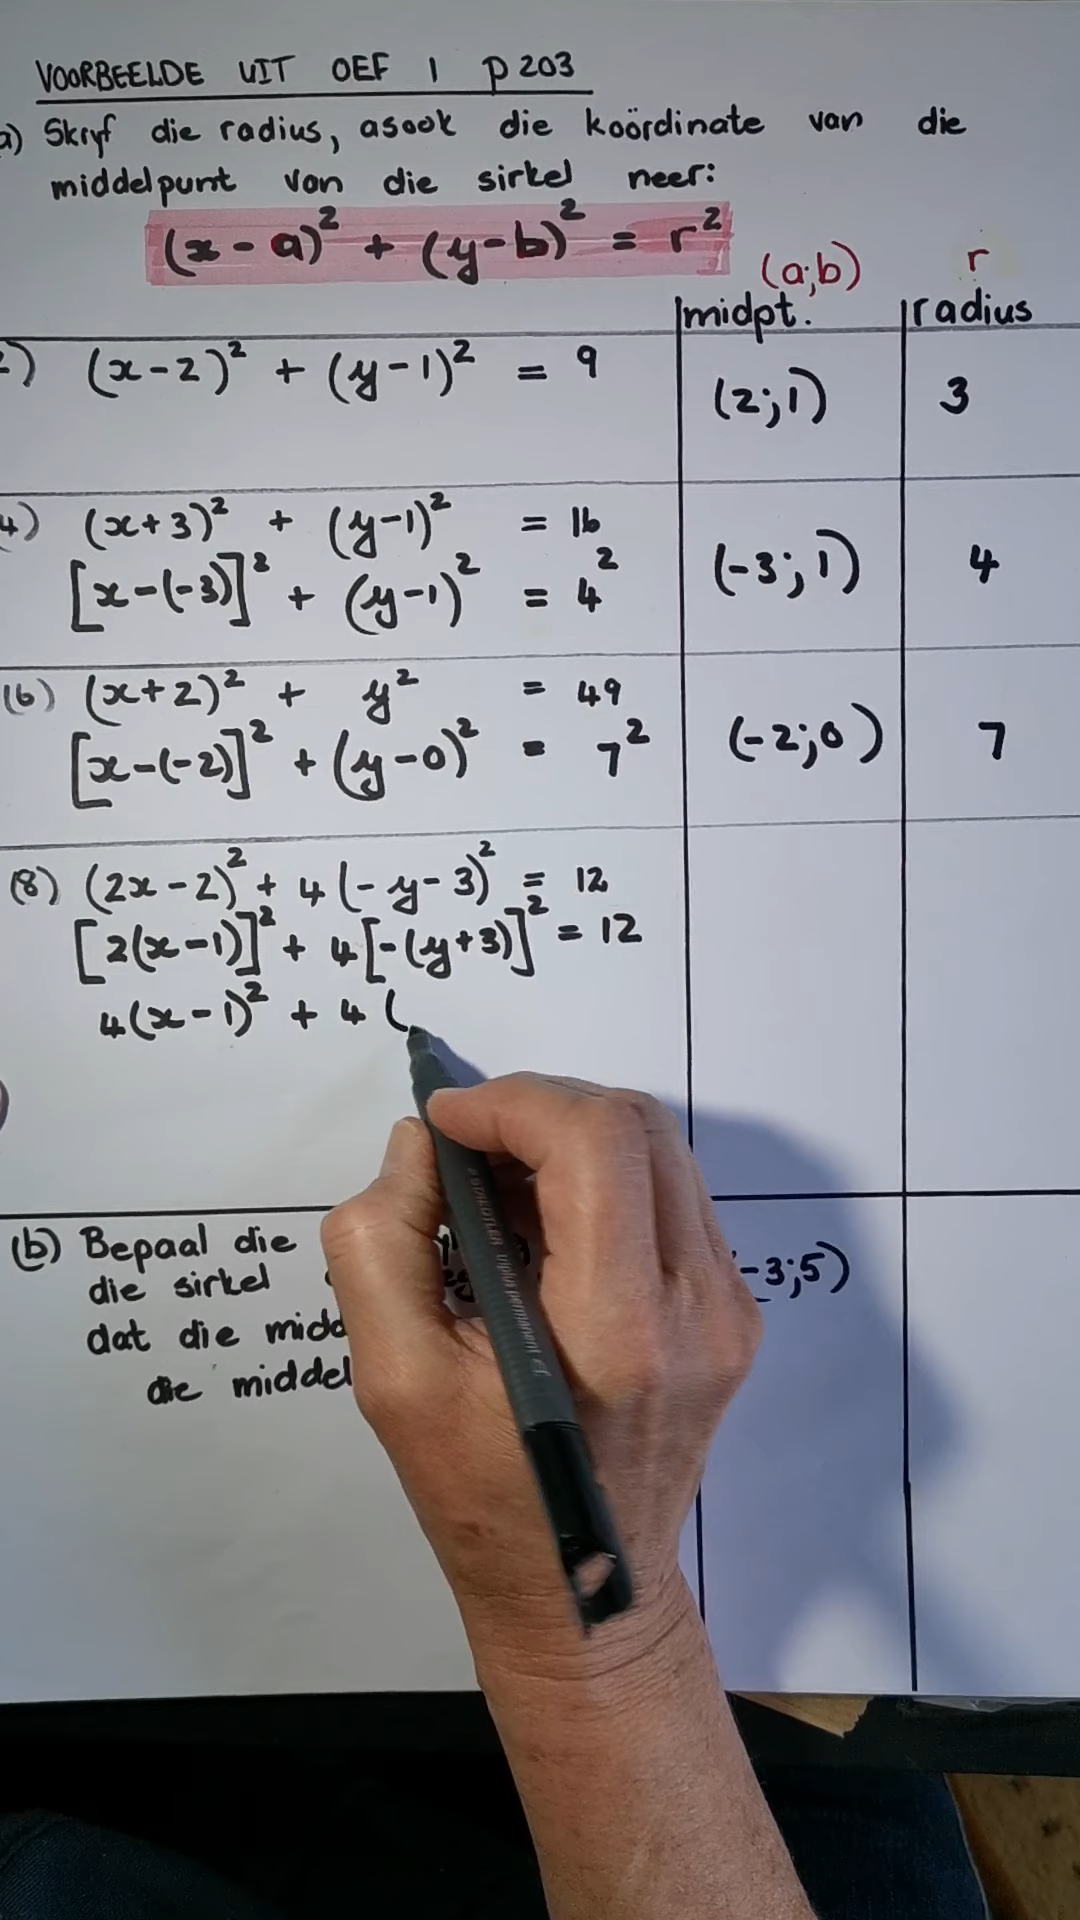 VOORBEELDE UIT OEF 1 p 203
a) Skryf die radius, asook die koördinate van die
middelpunt van die sirkel neer:
(x - a)² + (y - b)² = r²
(a;b) r
midpt. radius
) (x - 2)² + (y - 1)² = 9 (2;1) 3
4) (x + 3)² + (y - 1)² = 16
[x - (-3)]² + (y - 1)² = 4² (-3;1) 4
(6) (x + 2)² + y² = 49
[x - (-2)]² + (y - 0)² = 7² (-2;0) 7
(8) (2x - 2)² + 4(-y - 3)² = 12
[2(x - 1)]² + 4[-(y + 3)]² = 12
4(x - 1)² + 4 (
(b) Bepaal die
die sirkel -3;5)
dat die midd
die middel